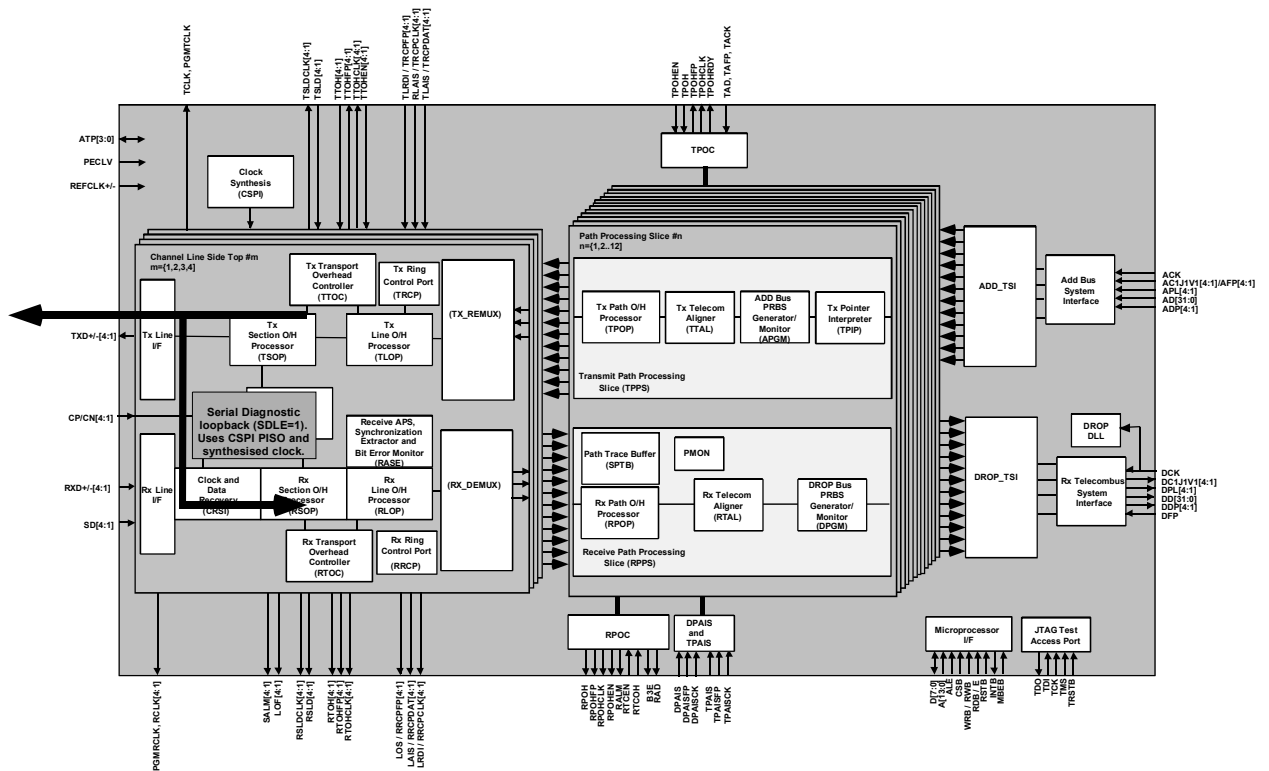 TCLK, PGMTCLK
TSLDCLK[4:1]
TSLD[4:1]
TTOH[4:1]
TTOHFP[4:1]
TTOHCLK[4:1]
TTOHEN[4:1]
TLRDI / TRCPFP[4:1]
RLAIS / TRCPCLK[4:1]
TLAIS / TRCPDAT[4:1]
TPOHEN
TPOH
TPOHFP
TPOHCLK
TPOHRDY
TAD, TAFP, TACK
ATP[3:0]
PECLV
REFCLK+/-
Clock
Synthesis
(CSPI)
TPOC
Channel Line Side Top #m
m={1,2,3,4}
Tx Transport
Overhead
Controller
(TTOC)
Tx Ring
Control Port
(TRCP)
(TX_REMUX)
Tx Line
I/F
Tx
Section O/H
Processor
(TSOP)
Tx
Line O/H
Processor
(TLOP)
TXD+/-[4:1]
CP/CN[4:1]
Serial Diagnostic
loopback (SDLE=1).
Uses CSPI PISO and
synthesised clock.
Receive APS,
Synchronization
Extractor and
Bit Error Monitor
(RASE)
Rx Line
I/F
Clock and
Data
Recovery
(CRSI)
Rx
Section O/H
Processor
(RSOP)
Rx
Line O/H
Processor
(RLOP)
(RX_DEMUX)
RXD+/-[4:1]
SD[4:1]
Rx Transport
Overhead
Controller
(RTOC)
Rx Ring
Control Port
(RRCP)
Path Processing Slice #n
n={1,2..12}
Tx Path O/H
Processor
(TPOP)
Tx Telecom
Aligner
(TTAL)
ADD Bus
PRBS
Generator/
Monitor
(APGM)
Tx Pointer
Interpreter
(TPIP)
Transmit Path Processing
Slice (TPPS)
Path Trace Buffer
(SPTB)
PMON
Rx Path O/H
Processor
(RPOP)
Rx Telecom
Aligner
(RTAL)
DROP Bus
PRBS
Generator/
Monitor
(DPGM)
Receive Path Processing
Slice (RPPS)
ADD_TSI
Add Bus
System
Interface
ACK
AC1J1V1[4:1]/AFP[4:1]
APL[4:1]
AD[31:0]
ADP[4:1]
DROP
DLL
DROP_TSI
Rx Telecombus
System
Interface
DCK
DC1J1V1[4:1]
DPL[4:1]
DD[31:0]
DDP[4:1]
DFP
RPOC
DPAIS
and
TPAIS
Microprocessor
I/F
JTAG Test
Access Port
PGMRCLK, RCLK[4:1]
SALM[4:1]
LOF[4:1]
RSLDCLK[4:1]
RSLD[4:1]
RTOH[4:1]
RTOHFP[4:1]
RTOHCLK[4:1]
LOS / RRCPFP[4:1]
LAIS / RRCPDAT[4:1]
LRDI / RRCPCLK[4:1]
RPOH
RPOHFP
RPOHCLK
RPOHEN
RALM
RTCEN
RTCOH
B3E
RAD
DPAIS
DPAISFP
DPAISCK
TPAIS
TPAISFP
TPAISCK
D[7:0]
A[13:0]
ALE
CSB
WRB / RWB
RDB / E
RSTB
INTB
MBEB
TDO
TDI
TCK
TMS
TRSTB